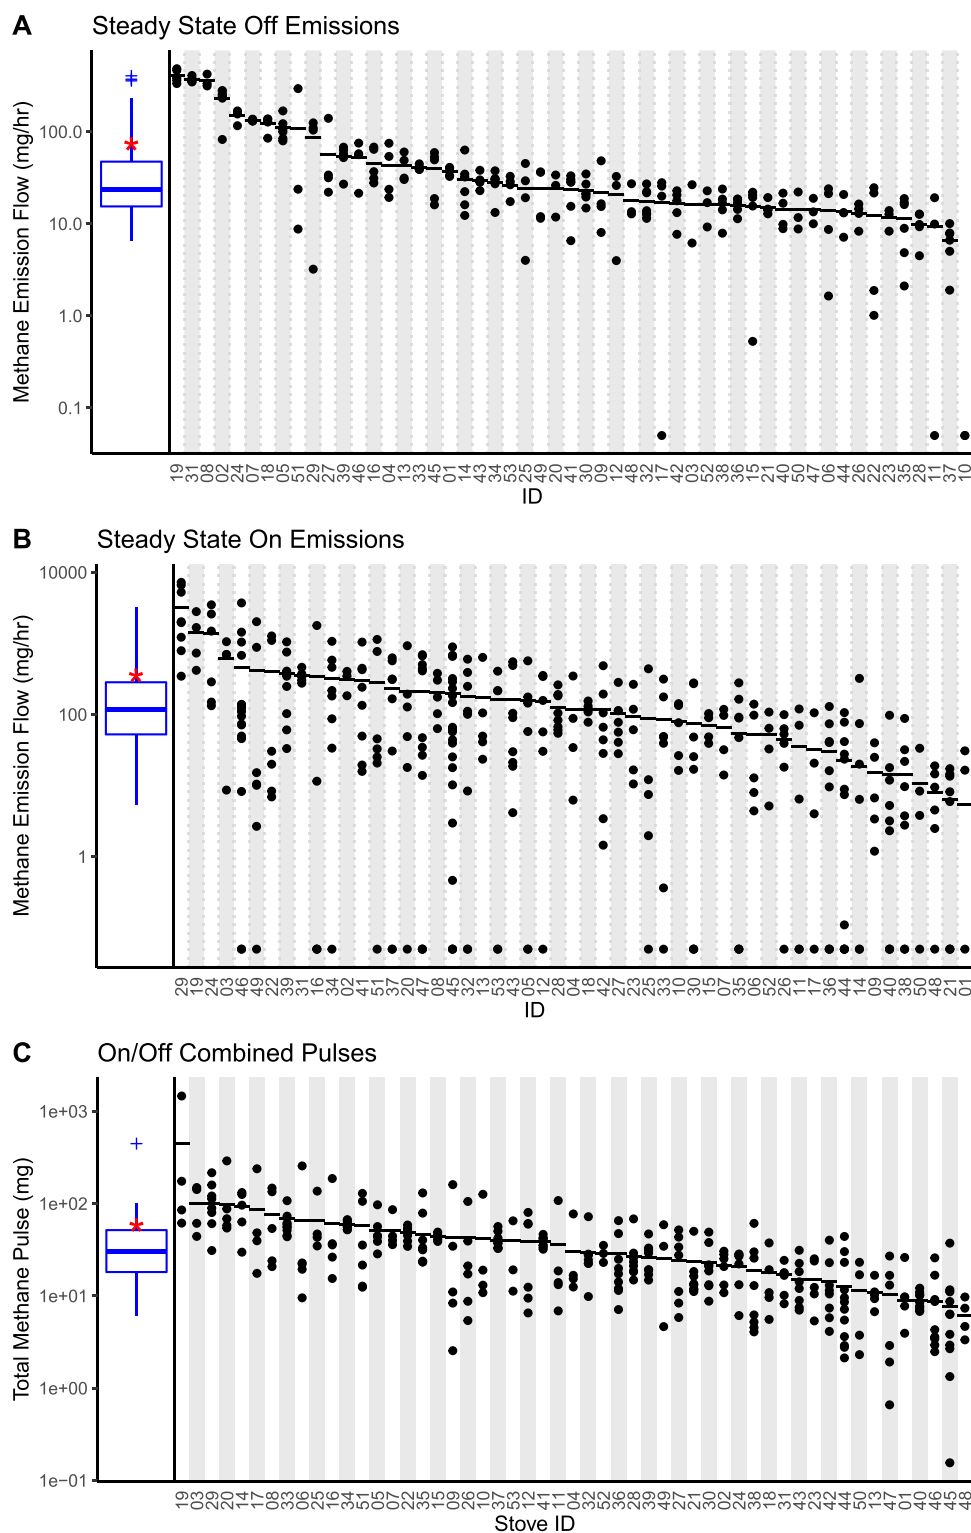 A Steady State Off Emissions
Methane Emission Flow (mg/hr)
100.0
10.0
1.0
0.1
19 31 08 02 24 07 18 05 51 29 27 39 46 16 04 13 33 45 01 14 43 34 53 25 49 20 41 30 09 12 48 32 17 42 03 52 38 36 15 21 40 50 47 06 44 26 22 23 35 28 11 37 10
ID
B Steady State On Emissions
Methane Emission Flow (mg/hr)
10000
100
1
29 19 24 03 46 49 22 39 31 16 34 02 41 51 37 20 47 08 45 32 13 53 43 05 12 28 04 18 42 27 23 25 33 10 30 15 07 35 06 52 26 11 17 36 44 14 09 40 38 50 48 21 01
ID
C On/Off Combined Pulses
Total Methane Pulse (mg)
1e+03
1e+02
1e+01
1e+00
1e−01
19 03 29 20 14 17 08 33 06 25 16 34 51 05 07 22 35 15 09 26 10 37 53 12 41 11 04 32 52 36 28 39 49 27 21 30 02 24 38 18 31 43 23 42 44 50 13 47 01 40 46 45 48
Stove ID